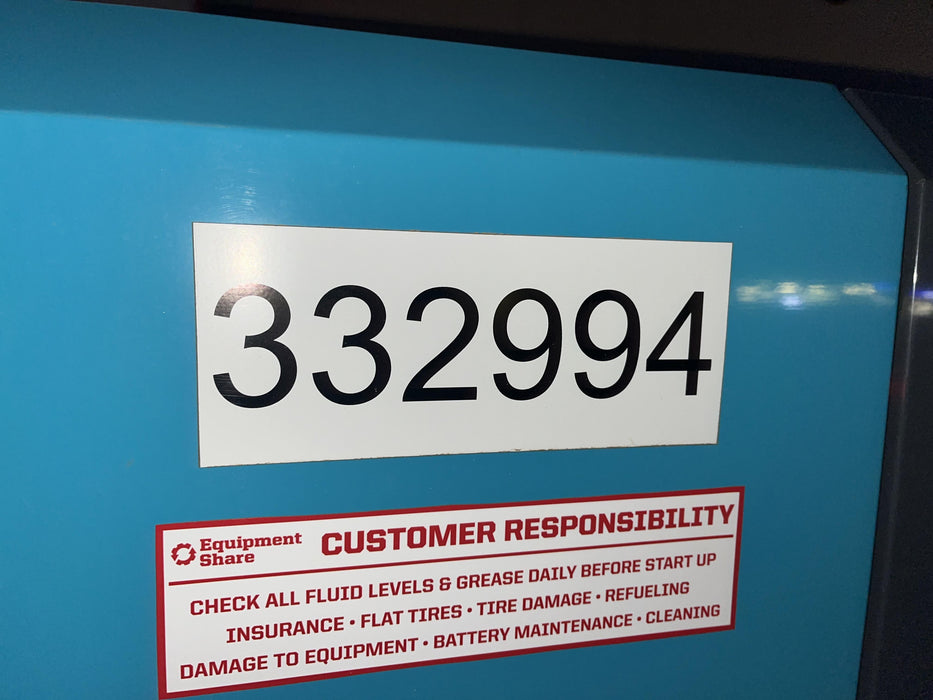 332994
Equipment
Share
CUSTOMER RESPONSIBILITY
CHECK ALL FLUID LEVELS & GREASE DAILY BEFORE START UP
INSURANCE • FLAT TIRES • TIRE DAMAGE • REFUELING
DAMAGE TO EQUIPMENT • BATTERY MAINTENANCE • CLEANING